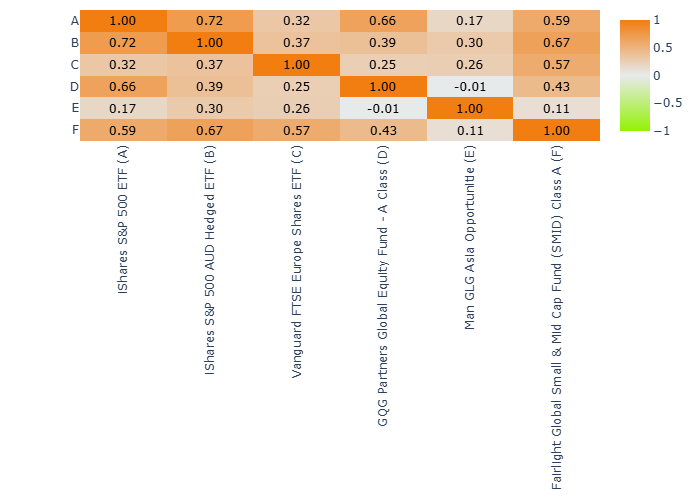 A 1.00 0.72 0.32 0.66 0.17 0.59
B 0.72 1.00 0.37 0.39 0.30 0.67
C 0.32 0.37 1.00 0.25 0.26 0.57
D 0.66 0.39 0.25 1.00 -0.01 0.43
E 0.17 0.30 0.26 -0.01 1.00 0.11
F 0.59 0.67 0.57 0.43 0.11 1.00
IShares S&P 500 ETF (A)
IShares S&P 500 AUD Hedged ETF (B)
Vanguard FTSE Europe Shares ETF (C)
GQG Partners Global Equity Fund - A Class (D)
Man GLG Asia Opportunitie (E)
Fairlight Global Small & Mid Cap Fund (SMID) Class A (F)
1
0.5
0
−0.5
−1